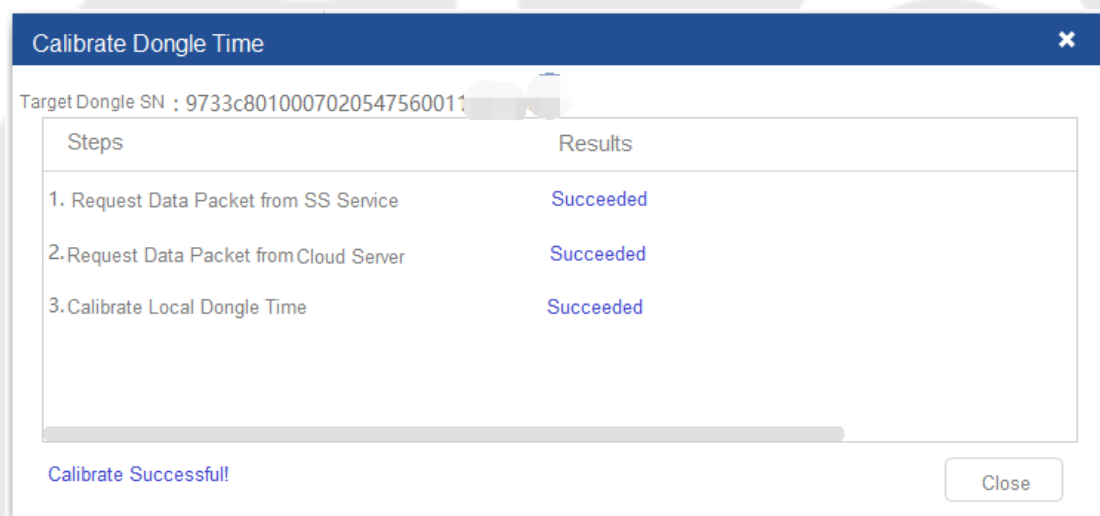 Calibrate Dongle Time
Target Dongle SN : 9733c801000702054756001
Steps Results
1. Request Data Packet from SS Service Succeeded
2. Request Data Packet from Cloud Server Succeeded
3. Calibrate Local Dongle Time Succeeded
Calibrate Successful!
Close